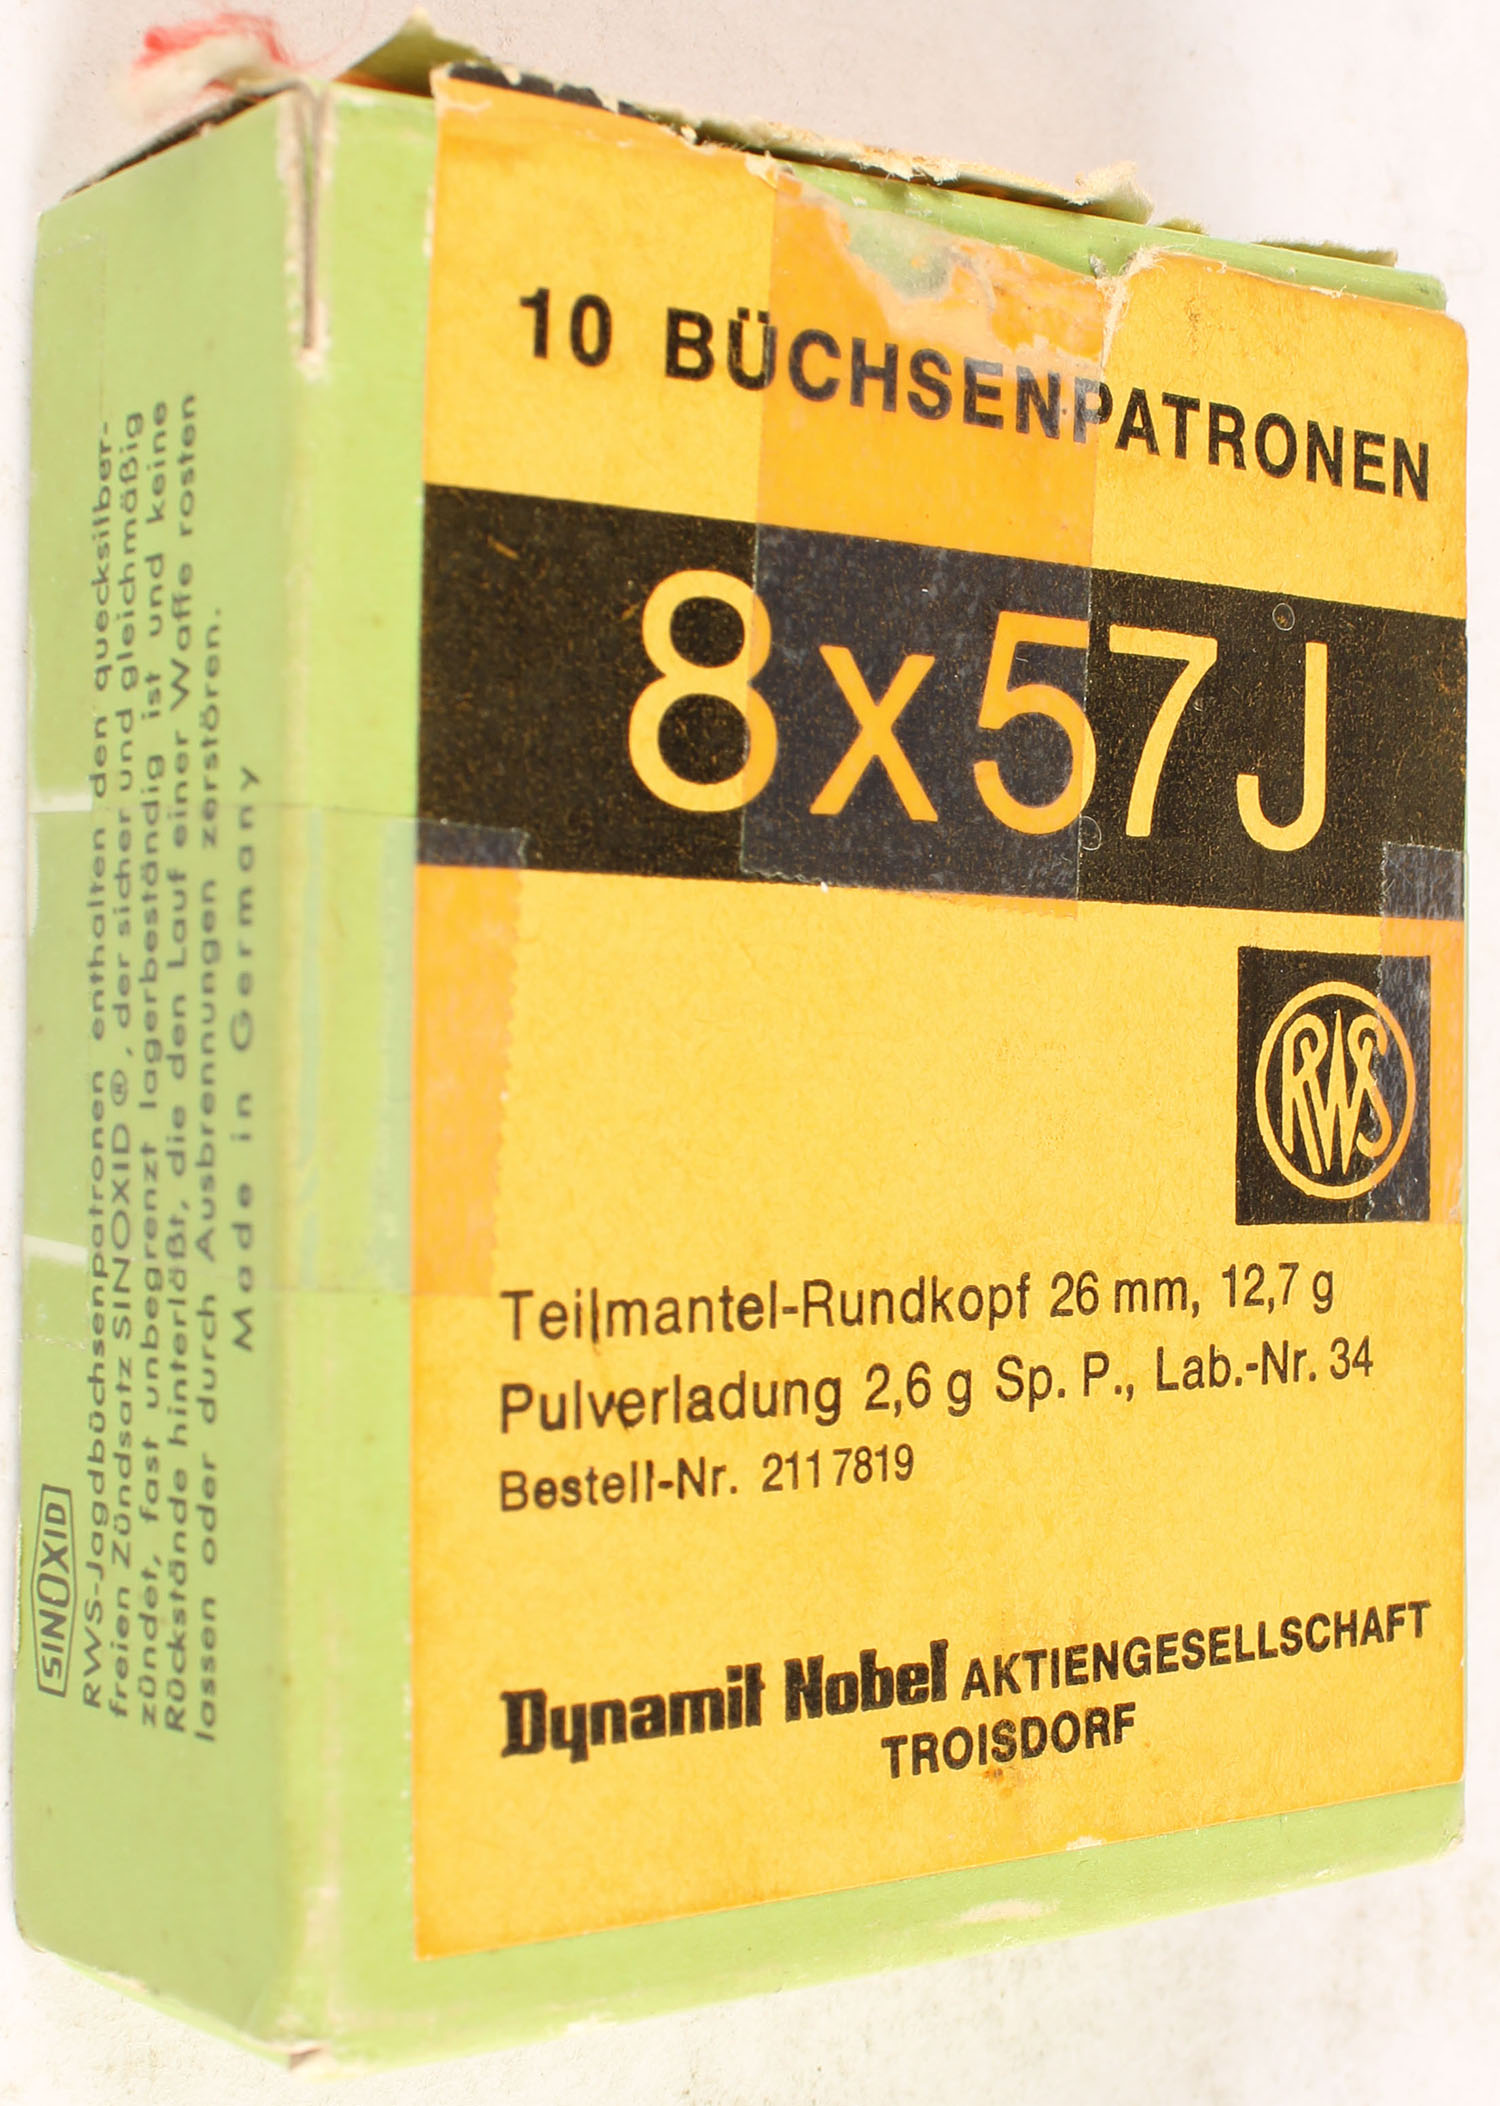 10 BÜCHSENPATRONEN
8x57J
RWS
Teilmantel-Rundkopf 26 mm, 12,7 g
Pulverladung 2,6 g Sp. P., Lab.-Nr. 34
Bestell-Nr. 2117819
Dynamit Nobel AKTIENGESELLSCHAFT
TROISDORF
SINOXID
RWS-Jagdbüchsenpatronen enthalten den quecksilber-
freien Zündsatz SINOXID ®, der sicher und gleichmäßig
zündet, fast unbegrenzt lagerbeständig ist und keine
Rückstände hinterläßt, die den Lauf einer Waffe rosten
lassen oder durch Ausbrennungen zerstören.
Made in Germany